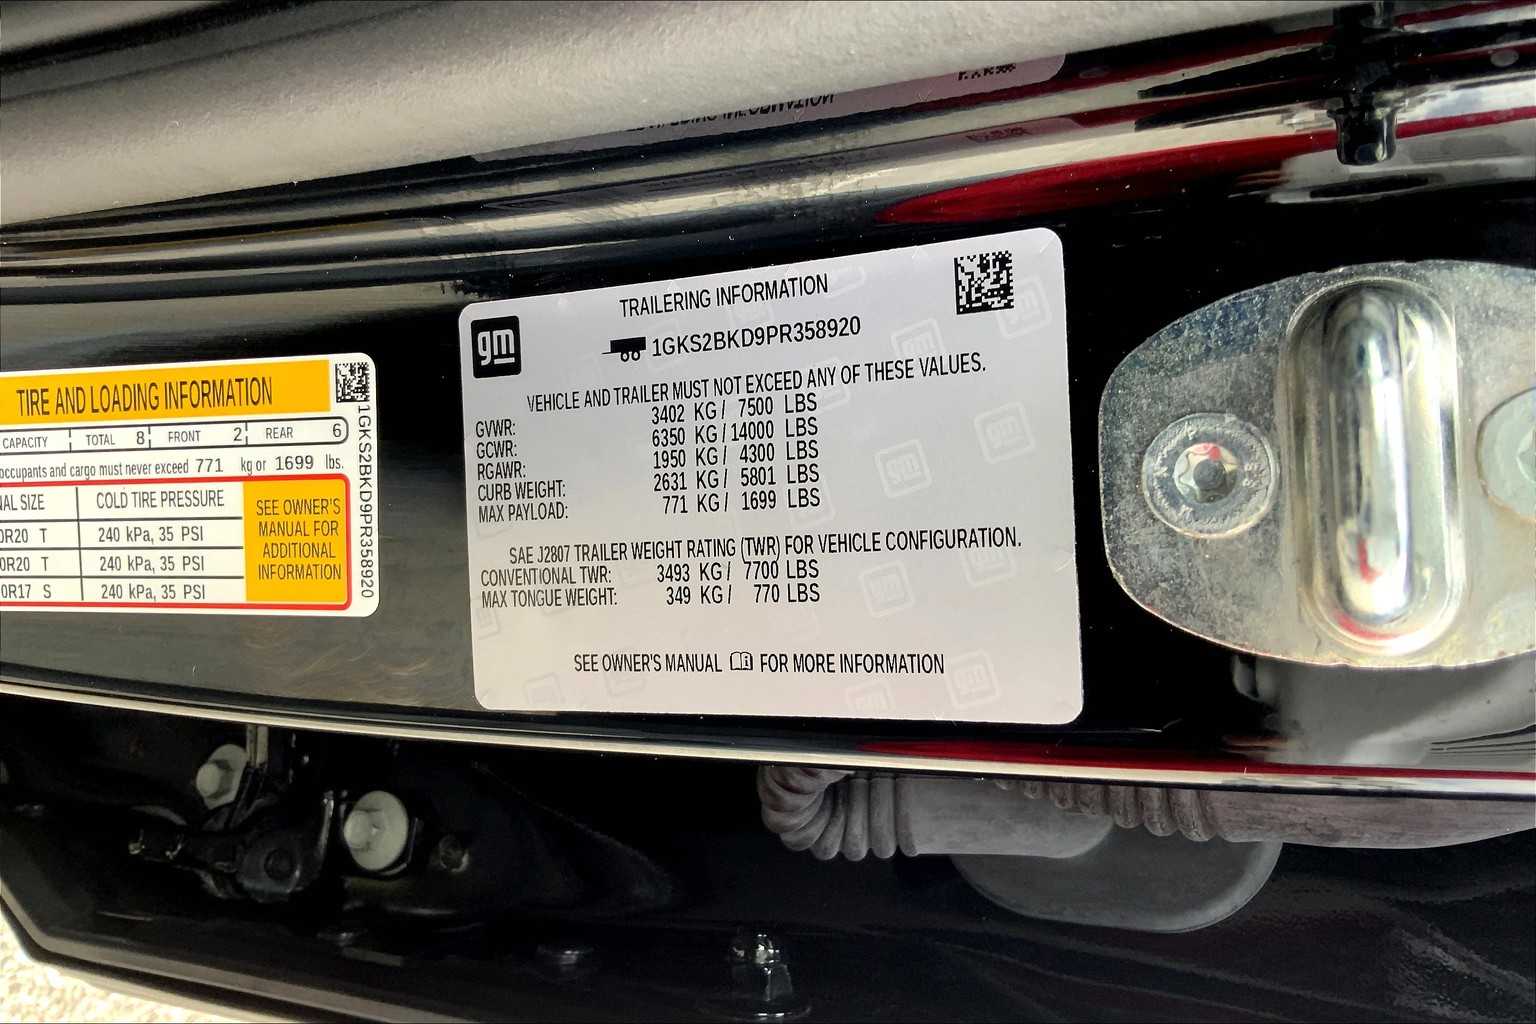 TIRE AND LOADING INFORMATION
CAPACITY TOTAL 8 FRONT 2 REAR 6
occupants and cargo must never exceed 771 kg or 1699 lbs.
SIZE COLD TIRE PRESSURE
0R20 T 240 kPa, 35 PSI
0R20 T 240 kPa, 35 PSI
0R17 S 240 kPa, 35 PSI
SEE OWNER'S
MANUAL FOR
ADDITIONAL
INFORMATION
1GKS2BKD9PR358920
gm
TRAILERING INFORMATION
1GKS2BKD9PR358920
VEHICLE AND TRAILER MUST NOT EXCEED ANY OF THESE VALUES.
GVWR: 3402 KG/ 7500 LBS
GCWR: 6350 KG/14000 LBS
RGAWR: 1950 KG/ 4300 LBS
CURB WEIGHT: 2631 KG/ 5801 LBS
MAX PAYLOAD: 771 KG/ 1699 LBS
SAE J2807 TRAILER WEIGHT RATING (TWR) FOR VEHICLE CONFIGURATION.
CONVENTIONAL TWR: 3493 KG/ 7700 LBS
MAX TONGUE WEIGHT: 349 KG/ 770 LBS
SEE OWNER'S MANUAL FOR MORE INFORMATION